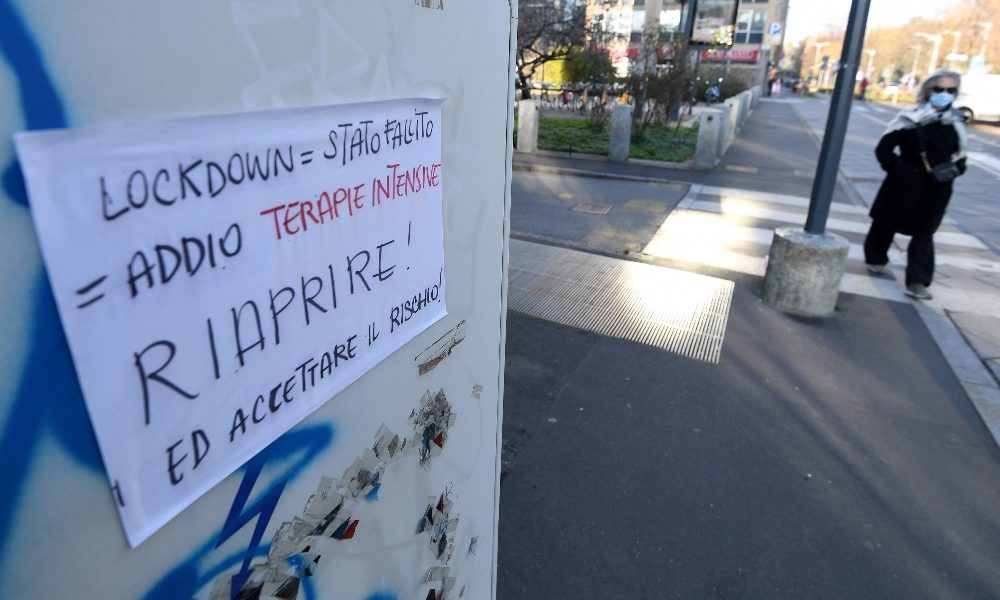 LOCKDOWN = STATO FALLITO
= ADDIO TERAPIE INTENSIVE
RIAPRIRE!
ED ACCETTARE IL RISCHIO!